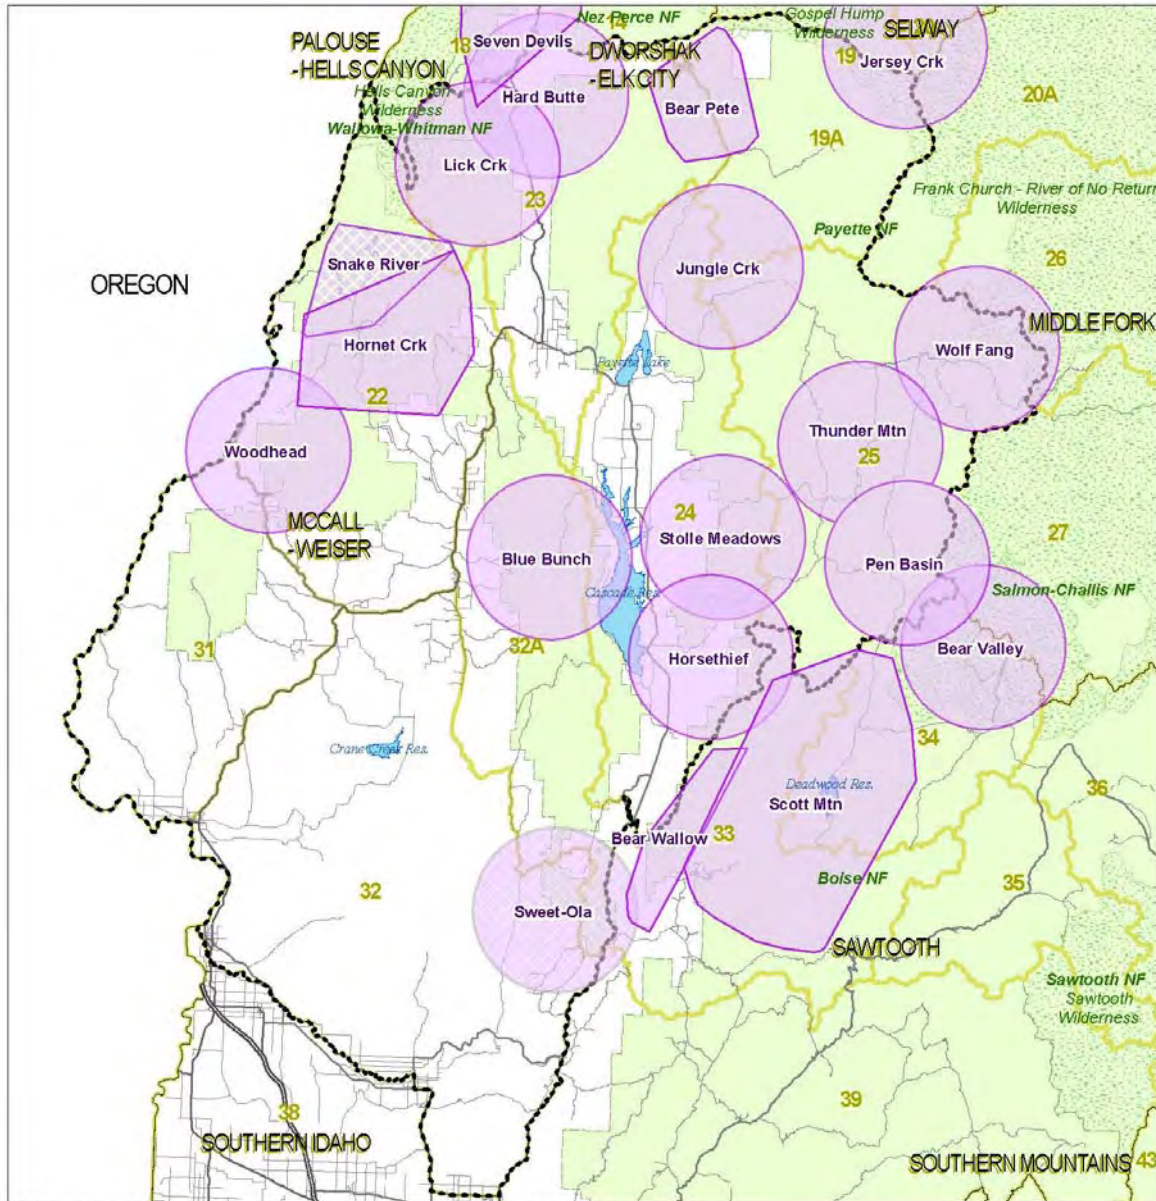 Nez Perce NF
14
Gospel Hump
Wilderness
SELWAY
20
PALOUSE
-HELLS CANYON
18
Seven Devils
DWORSHAK
-ELK CITY
19
Jersey Crk
Hells Canyon
Wilderness
Hard Butte
Bear Pete
20A
Wallowa-Whitman NF
19A
Lick Crk
23
Frank Church - River of No Return
Wilderness
Payette NF
OREGON
Snake River
Jungle Crk
26
Hornet Crk
MIDDLE FORK
Wolf Fang
Payette Lake
22
Woodhead
Thunder Mtn
25
MCCALL
-WEISER
24
Stolle Meadows
27
Blue Bunch
Pen Basin
Cascade Res.
Salmon-Challis NF
31
32A
Horsethief
Bear Valley
34
Crane Creek Res.
Deadwood Res.
36
Scott Mtn
Bear Wallow
33
Boise NF
35
32
Sweet-Ola
SAWTOOTH
Sawtooth NF
Sawtooth
Wilderness
39
38
SOUTHERN IDAHO
SOUTHERN MOUNTAINS
43